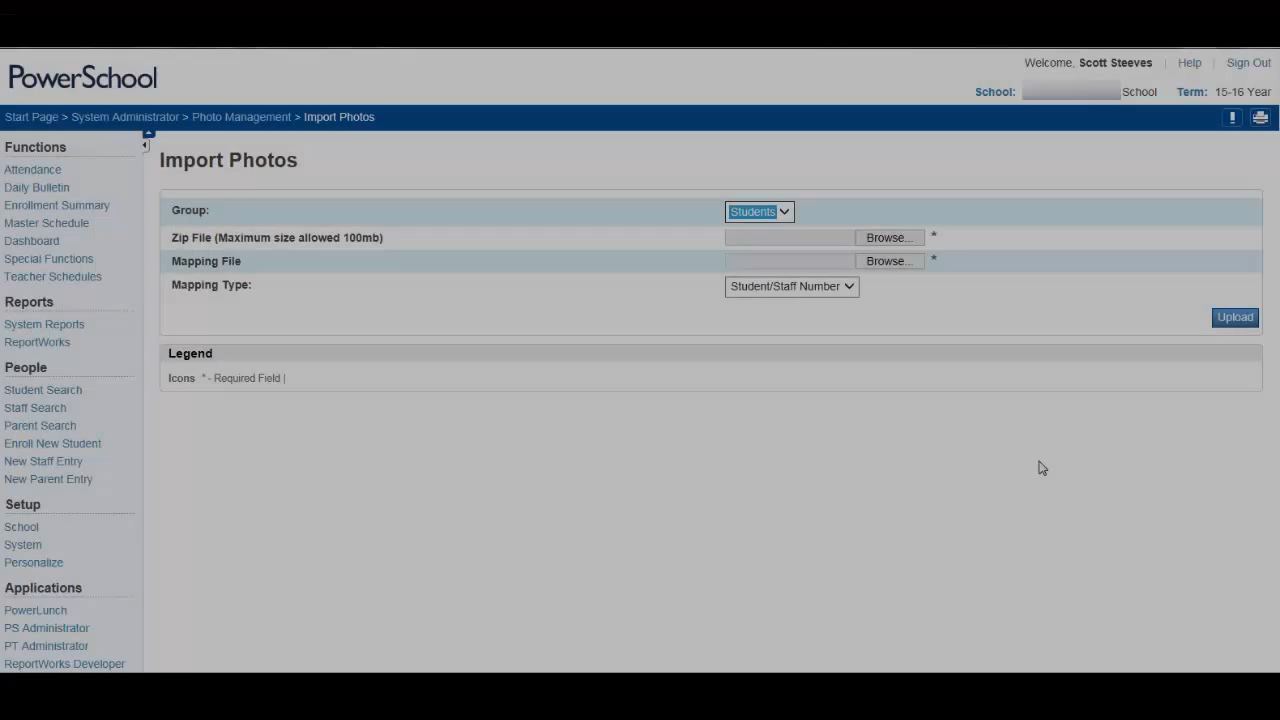 PowerSchool
Welcome, Scott Steeves | Help | Sign Out
School: School Term: 15-16 Year
Start Page > System Administrator > Photo Management > Import Photos
Functions
Attendance
Daily Bulletin
Enrollment Summary
Master Schedule
Dashboard
Special Functions
Teacher Schedules
Reports
System Reports
ReportWorks
People
Student Search
Staff Search
Parent Search
Enroll New Student
New Staff Entry
New Parent Entry
Setup
School
System
Personalize
Applications
PowerLunch
PS Administrator
PT Administrator
ReportWorks Developer
Import Photos
Group: Students
Zip File (Maximum size allowed 100mb) Browse... *
Mapping File Browse... *
Mapping Type: Student/Staff Number
Upload
Legend
Icons * - Required Field |